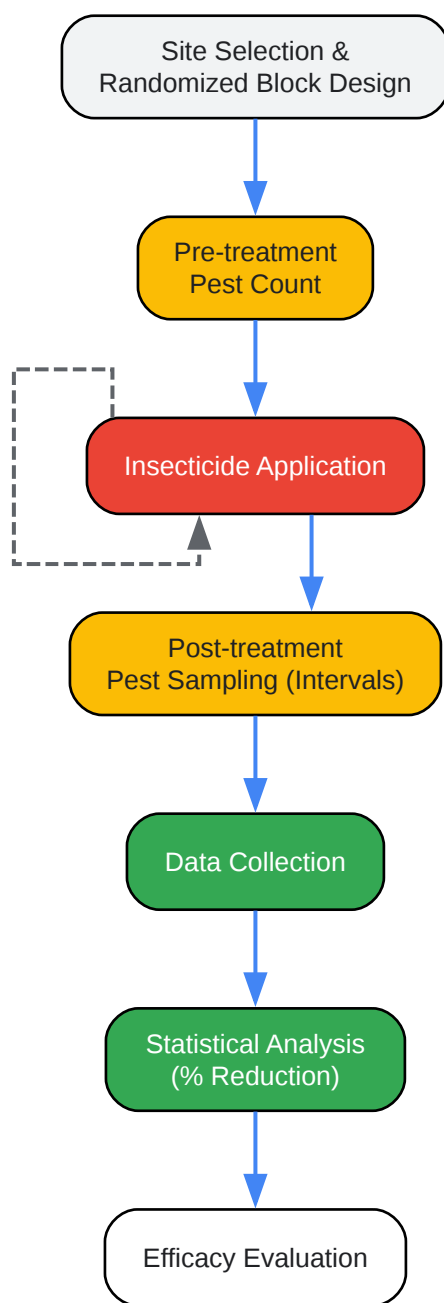 Site Selection &
Randomized Block Design
Pre-treatment
Pest Count
Insecticide Application
Post-treatment
Pest Sampling (Intervals)
Data Collection
Statistical Analysis
(% Reduction)
Efficacy Evaluation